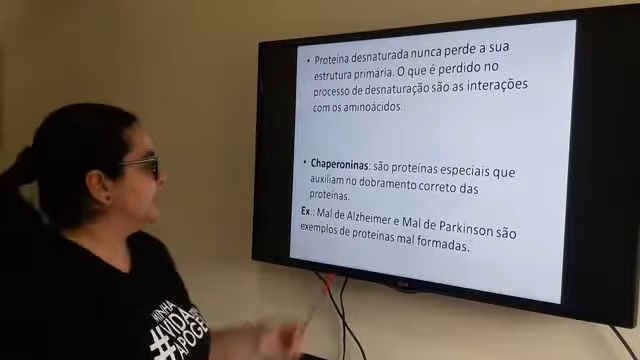 • Proteína desnaturada nunca perde a sua
estrutura primária. O que é perdido no
processo de desnaturação são as interações
com os aminoácidos.
• Chaperoninas: são proteínas especiais que
auxiliam no dobramento correto das
proteínas.
Ex.: Mal de Alzheimer e Mal de Parkinson são
exemplos de proteínas mal formadas.
LG
MINHA
#VIDA